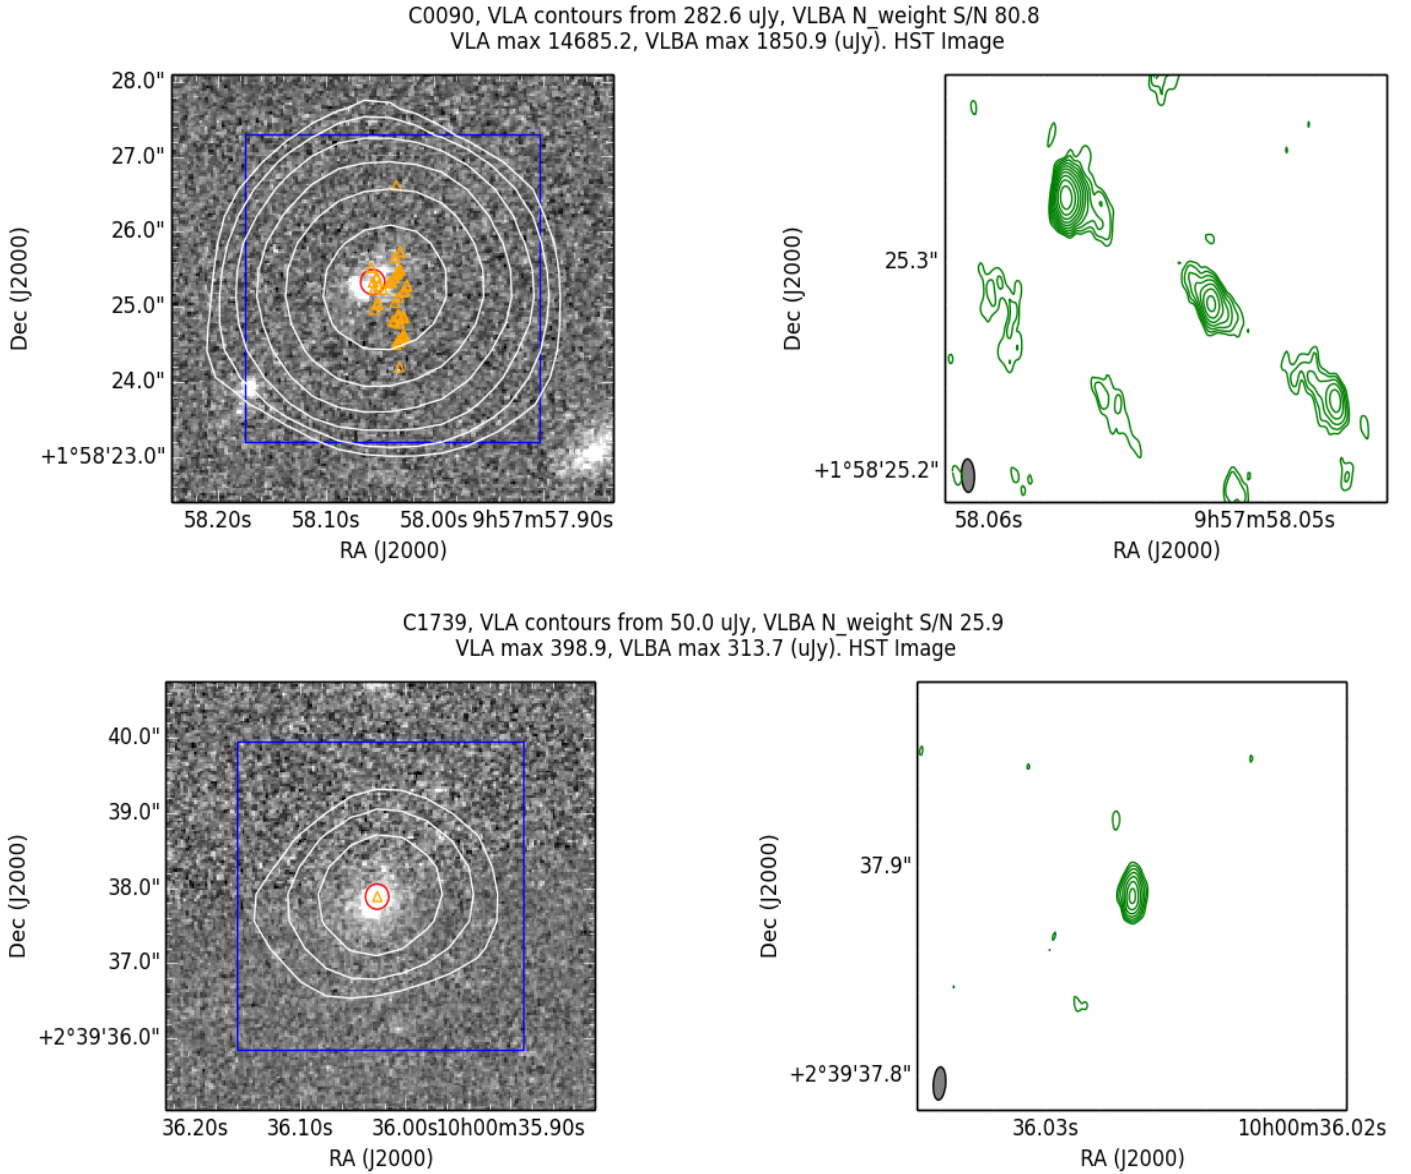 C0090, VLA contours from 282.6 uJy, VLBA N_weight S/N 80.8
VLA max 14685.2, VLBA max 1850.9 (uJy). HST Image
28.0"
27.0"
26.0"
25.0"
24.0"
+1°58'23.0"
Dec (J2000)
58.20s 58.10s 58.00s 9h57m57.90s
RA (J2000)
25.3"
+1°58'25.2"
Dec (J2000)
58.06s 9h57m58.05s
RA (J2000)
C1739, VLA contours from 50.0 uJy, VLBA N_weight S/N 25.9
VLA max 398.9, VLBA max 313.7 (uJy). HST Image
40.0"
39.0"
38.0"
37.0"
+2°39'36.0"
Dec (J2000)
36.20s 36.10s 36.00s10h00m35.90s
RA (J2000)
37.9"
+2°39'37.8"
Dec (J2000)
36.03s 10h00m36.02s
RA (J2000)